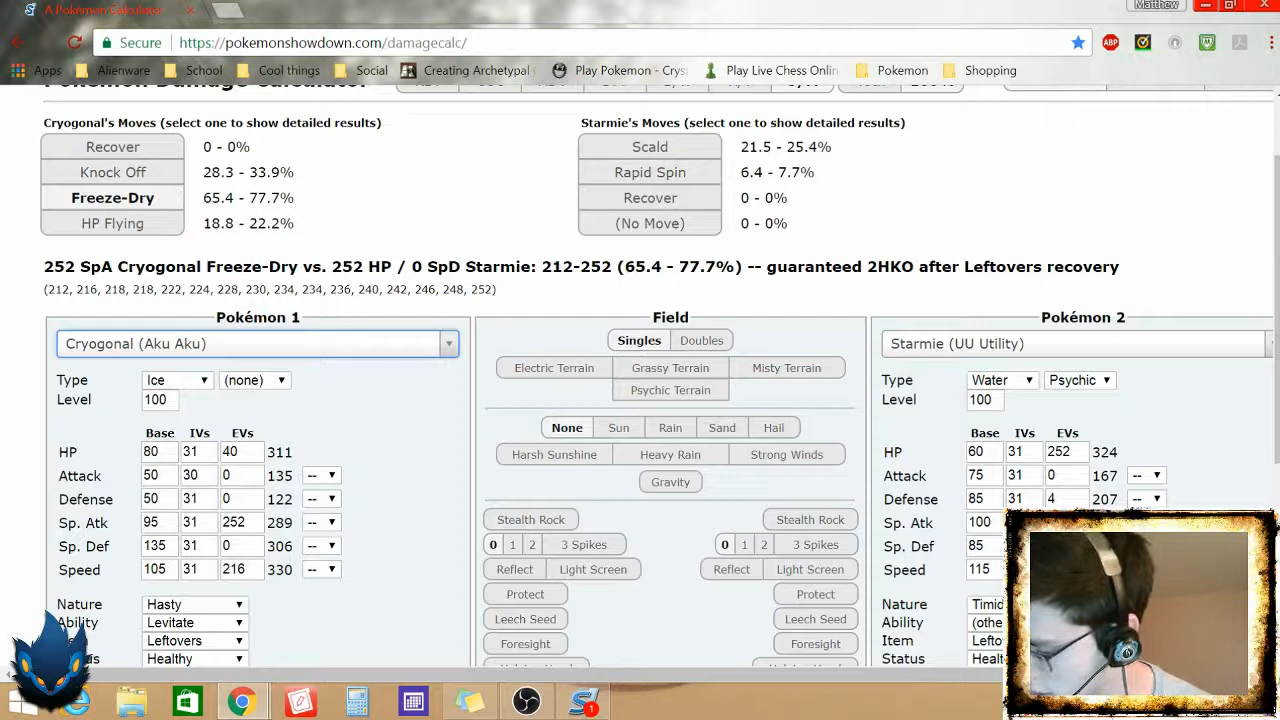 A Pokémon Calculator
Matthew
Secure https://pokemonshowdown.com/damagecalc/
ABP
Apps Alienware School Cool things Social Creating Archetypal Play Pokemon - Crys Play Live Chess Onlin Pokemon Shopping
Pokémon Damage Calculator
Cryogonal's Moves (select one to show detailed results) Starmie's Moves (select one to show detailed results)
Recover 0 - 0% Scald 21.5 - 25.4%
Knock Off 28.3 - 33.9% Rapid Spin 6.4 - 7.7%
Freeze-Dry 65.4 - 77.7% Recover 0 - 0%
HP Flying 18.8 - 22.2% (No Move) 0 - 0%
252 SpA Cryogonal Freeze-Dry vs. 252 HP / 0 SpD Starmie: 212-252 (65.4 - 77.7%) -- guaranteed 2HKO after Leftovers recovery
(212, 216, 218, 218, 222, 224, 228, 230, 234, 234, 236, 240, 242, 246, 248, 252)
Pokémon 1
Cryogonal (Aku Aku)
Type Ice (none)
Level 100
Base IVs EVs
HP 80 31 40 311
Attack 50 30 0 135 --
Defense 50 31 0 122 --
Sp. Atk 95 31 252 289 --
Sp. Def 135 31 0 306 --
Speed 105 31 216 330 --
Nature Hasty
Ability Levitate
Leftovers
Healthy
Field
Singles Doubles
Electric Terrain Grassy Terrain Misty Terrain
Psychic Terrain
None Sun Rain Sand Hail
Harsh Sunshine Heavy Rain Strong Winds
Gravity
Stealth Rock Stealth Rock
0 1 2 3 Spikes 0 1 2 3 Spikes
Reflect Light Screen Reflect Light Screen
Protect Protect
Leech Seed Leech Seed
Foresight Foresight
Pokémon 2
Starmie (UU Utility)
Type Water Psychic
Level 100
Base IVs EVs
HP 60 31 252 324
Attack 75 31 0 167 --
Defense 85 31 4 207 --
Sp. Atk 100
Sp. Def 85
Speed 115
Nature Timid
Ability (othe
Item Lefto
Status Healt
1